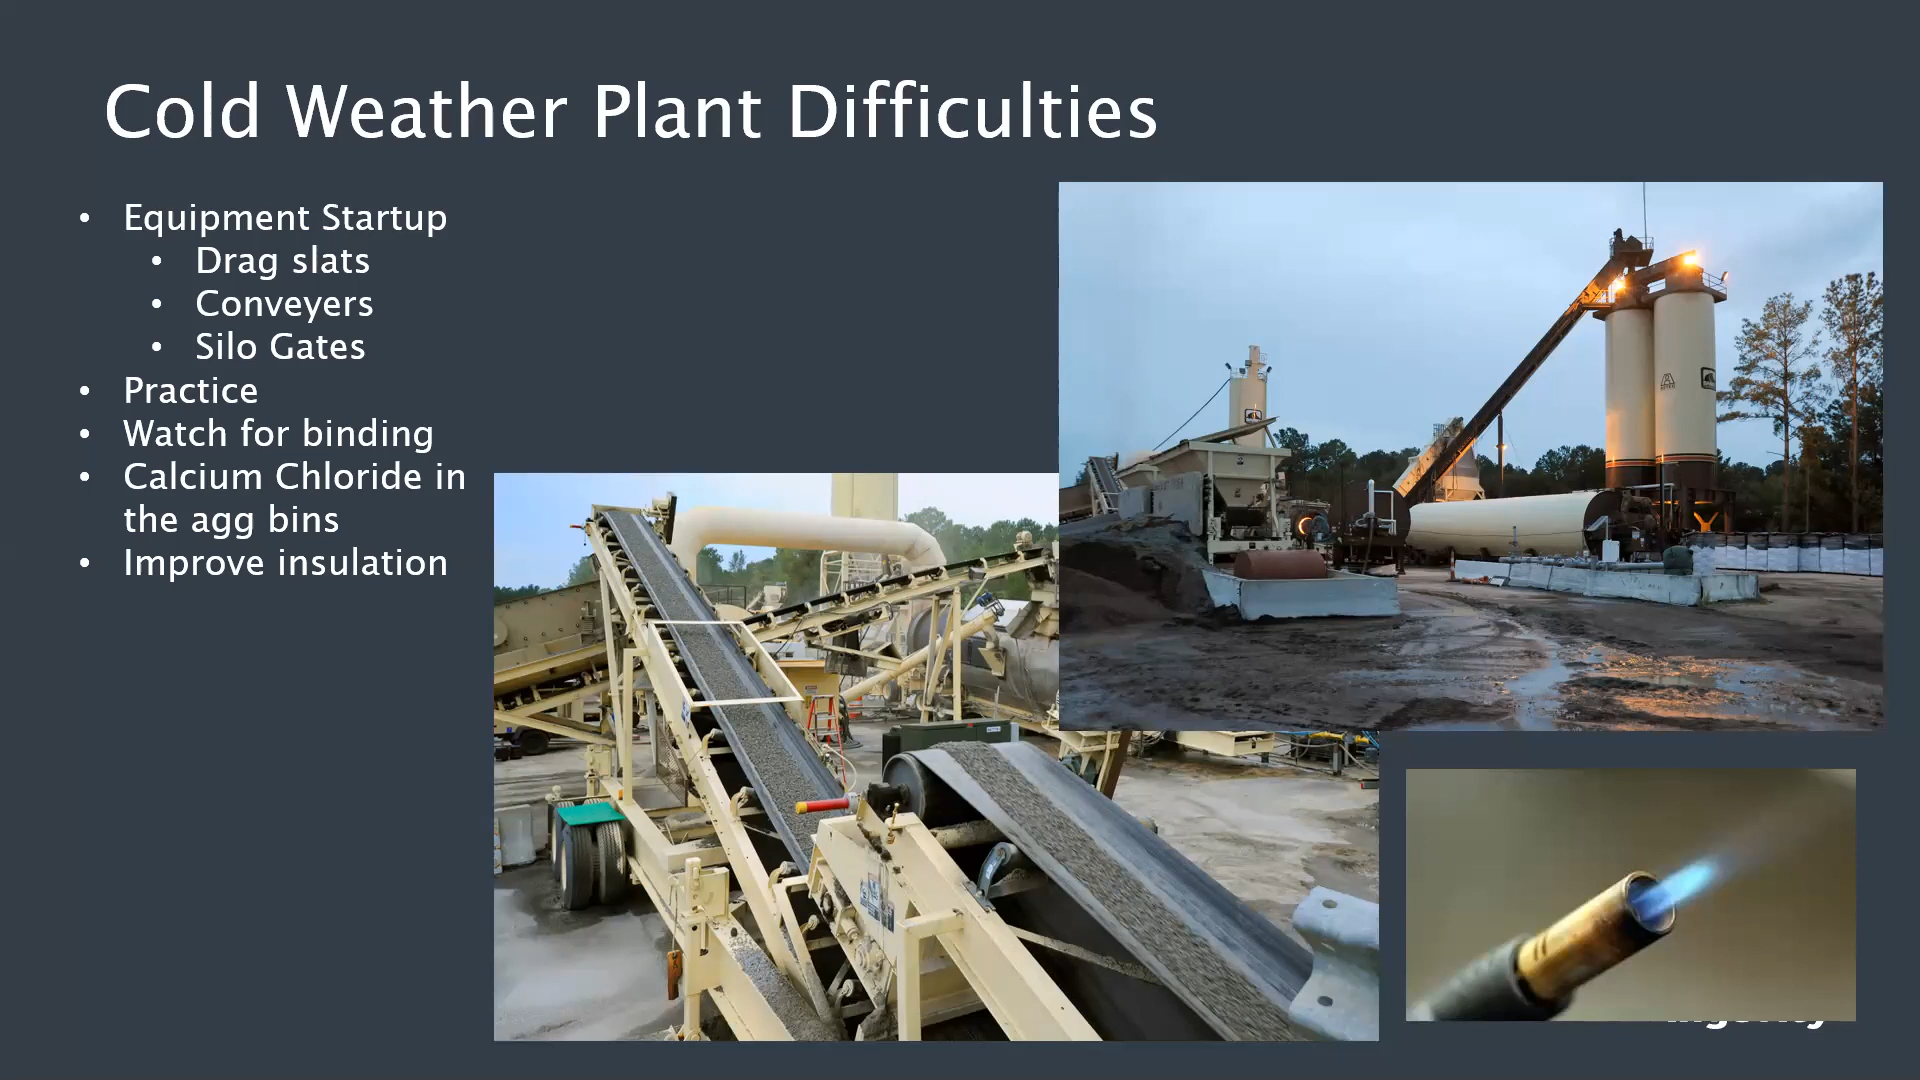 Cold Weather Plant Difficulties
• Equipment Startup
• Drag slats
• Conveyers
• Silo Gates
• Practice
• Watch for binding
• Calcium Chloride in
the agg bins
• Improve insulation